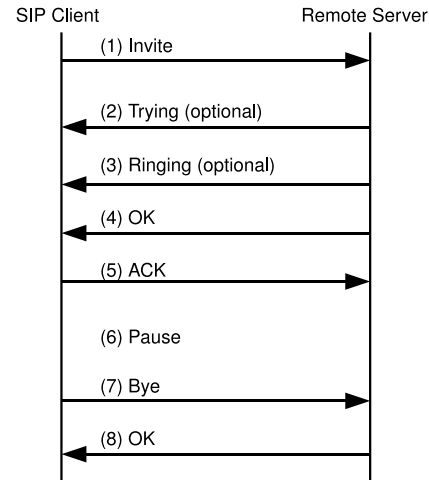 SIP Client
Remote Server
(1) Invite
(2) Trying (optional)
(3) Ringing (optional)
(4) OK
(5) ACK
(6) Pause
(7) Bye
(8) OK